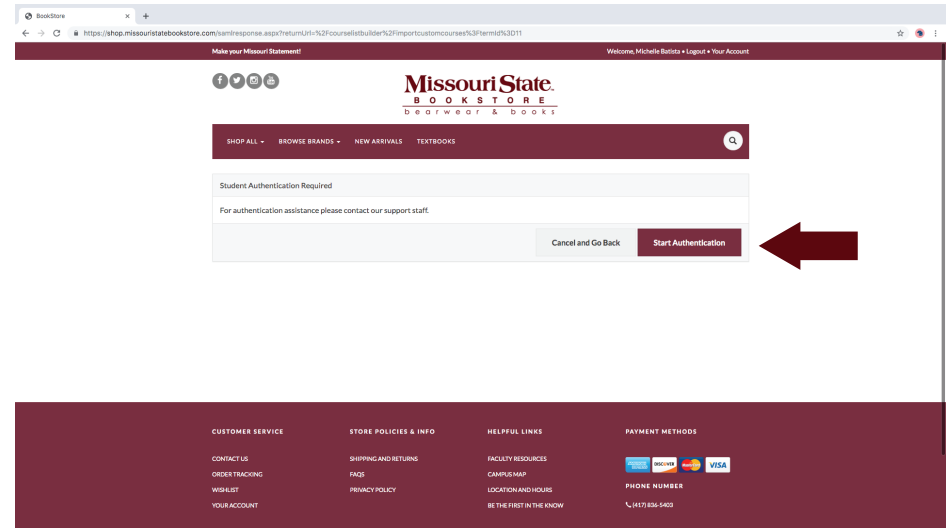 BookStore
https://shop.missouristatebookstore.com/samlresponse.aspx?returnUrl=%2Fcourselistbuilder%2Fimportcustomcourses%3FtermId%3D11
Make your Missouri Statement! Welcome, Michelle Batista • Logout • Your Account
Missouri State.
BOOKSTORE
bearwear & books
SHOP ALL BROWSE BRANDS NEW ARRIVALS TEXTBOOKS
Student Authentication Required
For authentication assistance please contact our support staff.
Cancel and Go Back Start Authentication
CUSTOMER SERVICE STORE POLICIES & INFO HELPFUL LINKS PAYMENT METHODS
CONTACT US SHIPPING AND RETURNS FACULTY RESOURCES
DISCOVER VISA
ORDER TRACKING FAQS CAMPUS MAP
WISHLIST PRIVACY POLICY LOCATION AND HOURS PHONE NUMBER
YOUR ACCOUNT BE THE FIRST IN THE KNOW (417) 836-5403